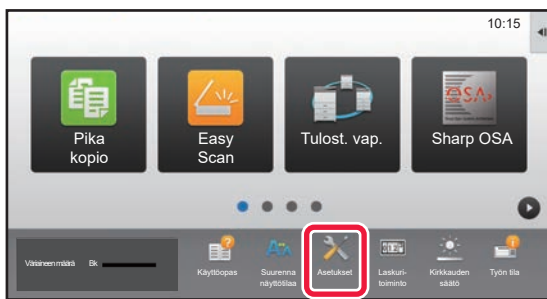 10:15
Pika
kopio
Easy
Scan
Tulost. vap.
Sharp OSA
Väriaineen määrä Bk
Käyttöopas
Suurenna
näyttötilaa
Asetukset
Laskuri-
toiminto
Kirkkauden
säätö
Työn tila